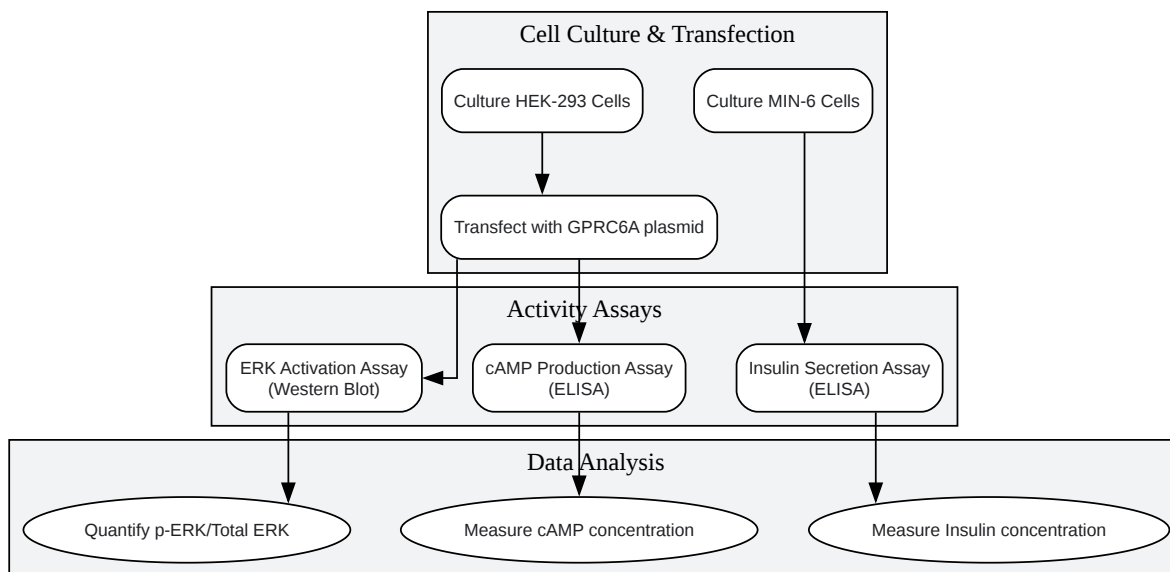 Cell Culture & Transfection
Culture HEK-293 Cells
Culture MIN-6 Cells
Transfect with GPRC6A plasmid
Activity Assays
ERK Activation Assay
(Western Blot)
cAMP Production Assay
(ELISA)
Insulin Secretion Assay
(ELISA)
Data Analysis
Quantify p-ERK/Total ERK
Measure cAMP concentration
Measure Insulin concentration